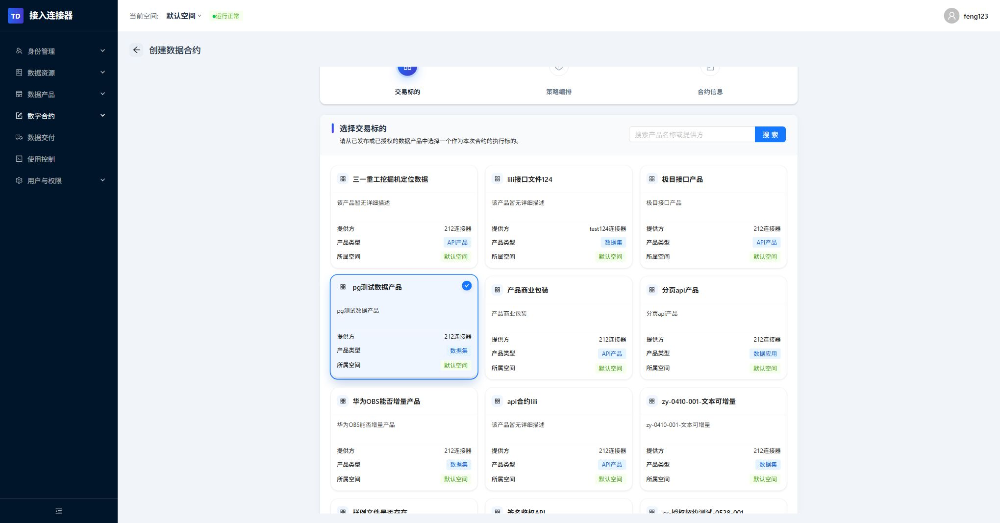 TD 接入连接器
当前空间: 默认空间 运行正常
feng123
身份管理
数据资源
数据产品
数字合约
数据交付
使用控制
用户与权限
创建数据合约
交易标的
策略编排
合约信息
选择交易标的
请从已发布或已授权的数据产品中选择一个作为本次合约的执行标的。
搜索产品名称或提供方
搜 索
三一重工挖掘机定位数据
该产品暂无详细描述
提供方 212连接器
产品类型 API产品
所属空间 默认空间
lili接口文件124
该产品暂无详细描述
提供方 test124连接器
产品类型 数据集
所属空间 默认空间
极目接口产品
极目接口产品
提供方 212连接器
产品类型 API产品
所属空间 默认空间
pg测试数据产品
pg测试数据产品
提供方 212连接器
产品类型 数据集
所属空间 默认空间
产品商业包装
产品商业包装
提供方 212连接器
产品类型 API产品
所属空间 默认空间
分页api产品
分页api产品
提供方 212连接器
产品类型 数据应用
所属空间 默认空间
华为OBS能否增量产品
华为OBS能否增量产品
提供方 212连接器
产品类型 数据集
所属空间 默认空间
api合约lili
该产品暂无详细描述
提供方 212连接器
产品类型 API产品
所属空间 默认空间
zy-0410-001-文本可增量
zy-0410-001-文本可增量
提供方 212连接器
产品类型 数据集
所属空间 默认空间
样例文件是否存在
签名鉴权API
zy-授权契约测试-0528-001